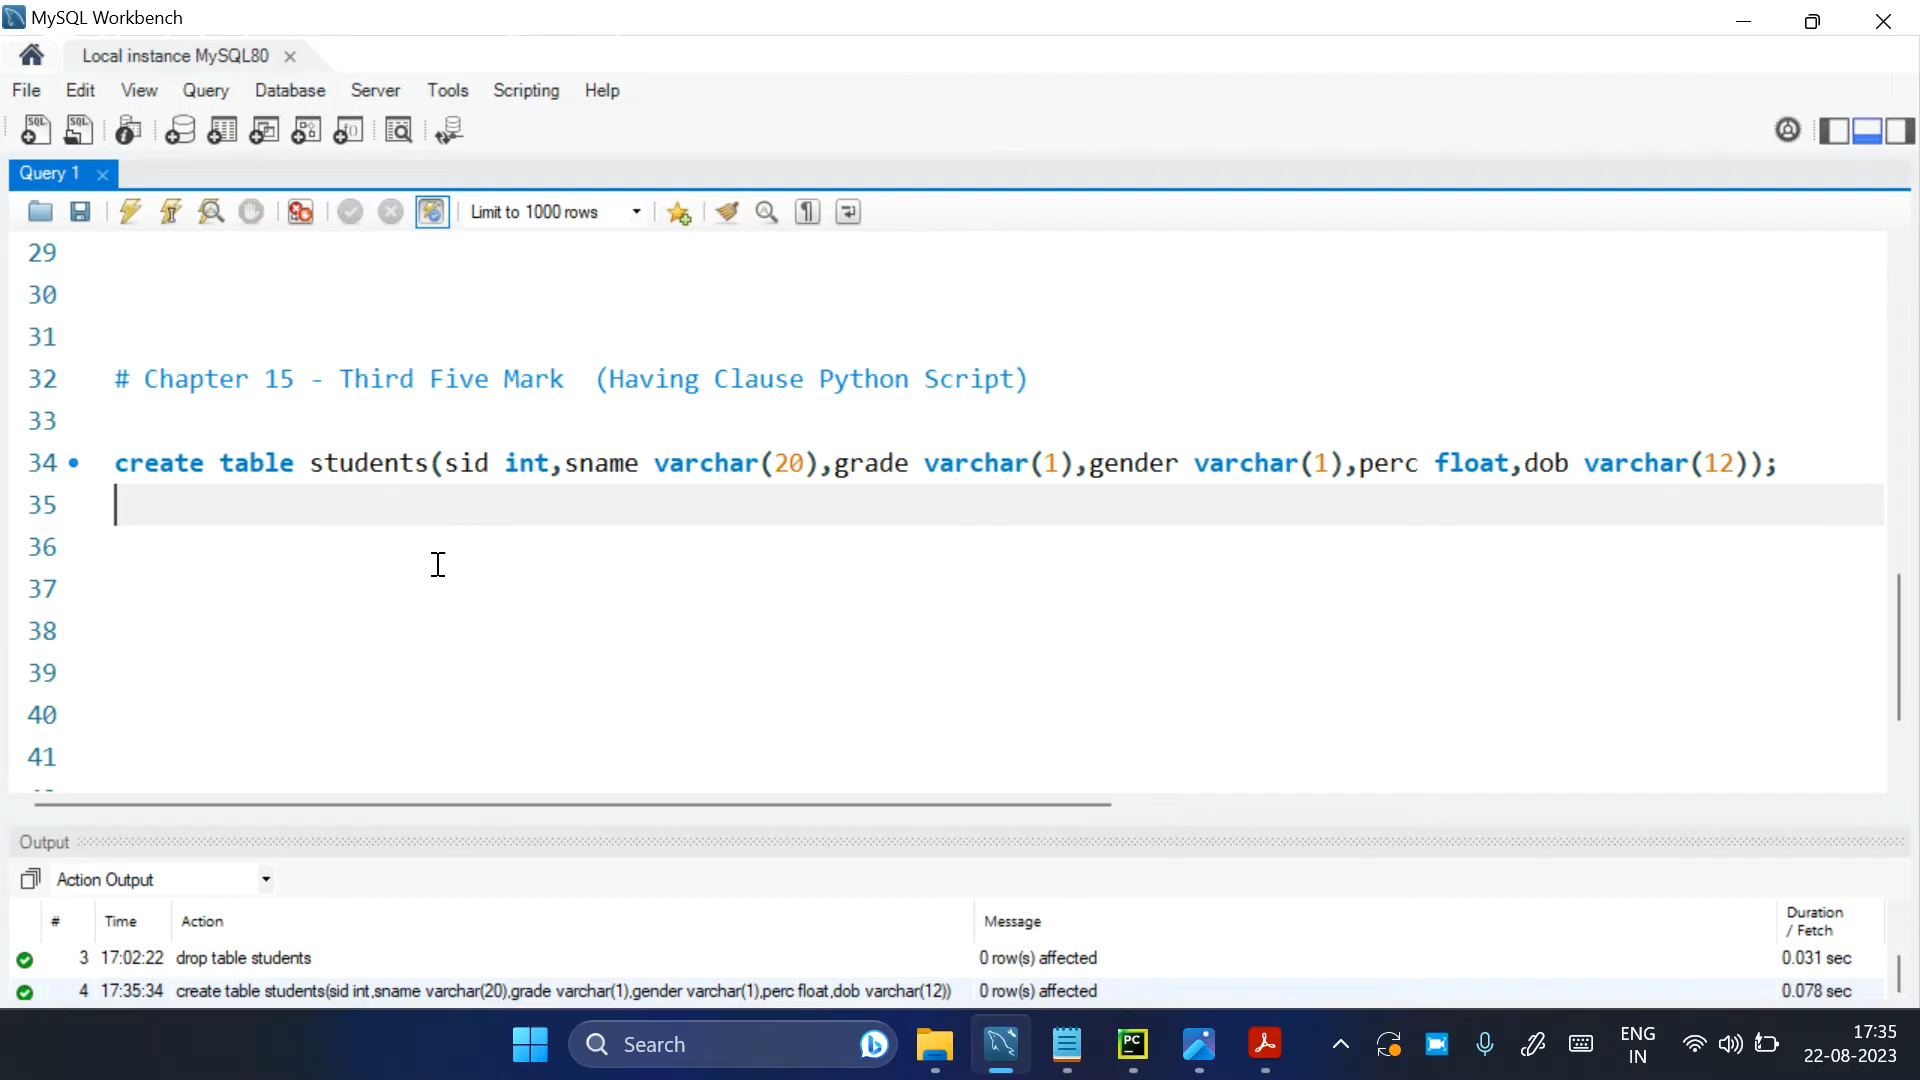 MySQL Workbench
Local instance MySQL80
File Edit View Query Database Server Tools Scripting Help
Query 1
Limit to 1000 rows
29
30
31
32 # Chapter 15 - Third Five Mark (Having Clause Python Script)
33
34 create table students(sid int,sname varchar(20),grade varchar(1),gender varchar(1),perc float,dob varchar(12));
35
36
37
38
39
40
41
Output
Action Output
# Time Action Message Duration / Fetch
3 17:02:22 drop table students 0 row(s) affected 0.031 sec
4 17:35:34 create table students(sid int,sname varchar(20),grade varchar(1),gender varchar(1),perc float,dob varchar(12)) 0 row(s) affected 0.078 sec
Search
ENG
IN
17:35
22-08-2023